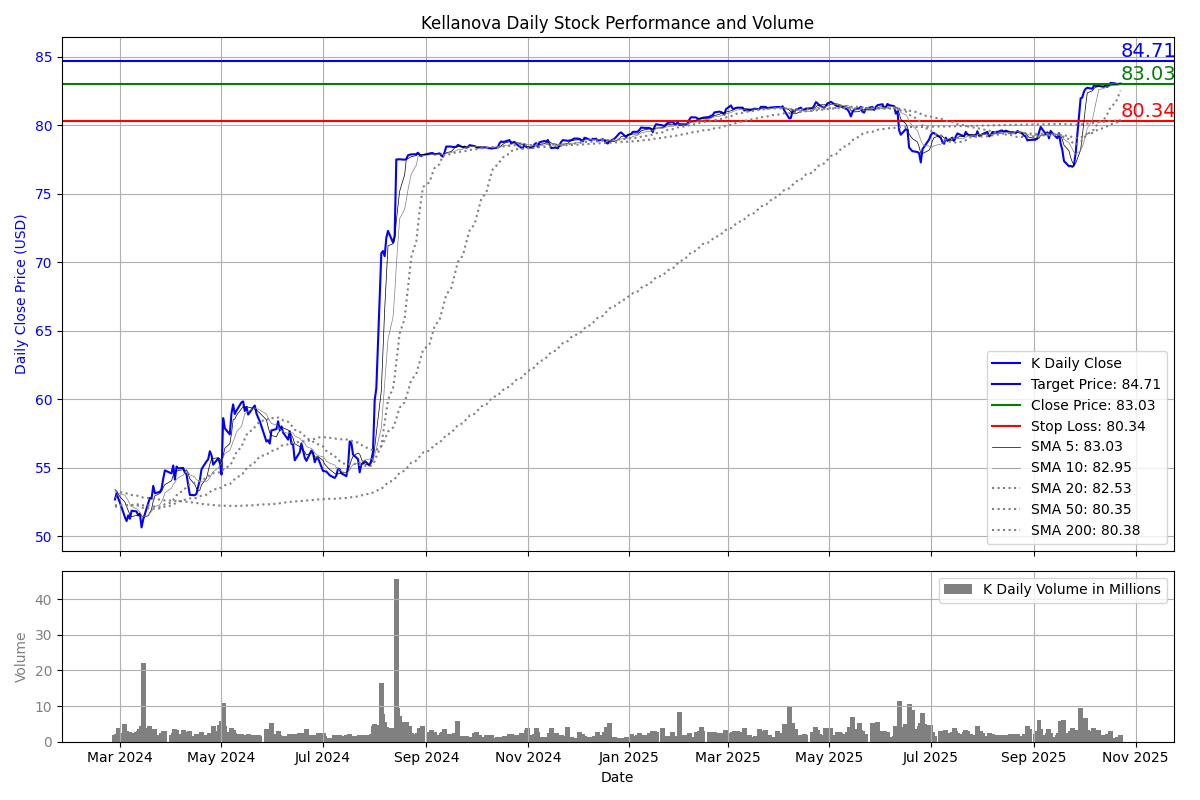 Kellanova Daily Stock Performance and Volume
84.71
83.03
80.34
85
80
75
70
65
60
55
50
Daily Close Price (USD)
K Daily Close
Target Price: 84.71
Close Price: 83.03
Stop Loss: 80.34
SMA 5: 83.03
SMA 10: 82.95
SMA 20: 82.53
SMA 50: 80.35
SMA 200: 80.38
K Daily Volume in Millions
40
30
20
10
0
Volume
Mar 2024 May 2024 Jul 2024 Sep 2024 Nov 2024 Jan 2025 Mar 2025 May 2025 Jul 2025 Sep 2025 Nov 2025
Date